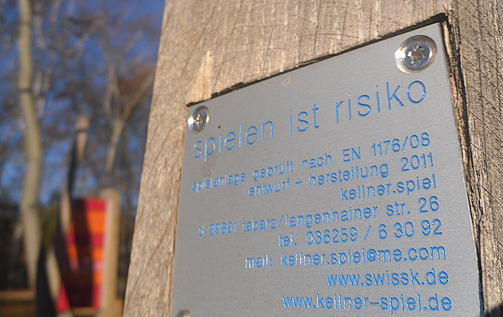 spielen ist risiko
spielanlage geprüft nach EN 1176/08
entwurf + herstellung 2011
kellner.spiel
tabarz/langenhainer str. 26
tel. 036259 / 6 30 92
mail: kellner.spiel@me.com
www.swissk.de
www.kellner-spiel.de